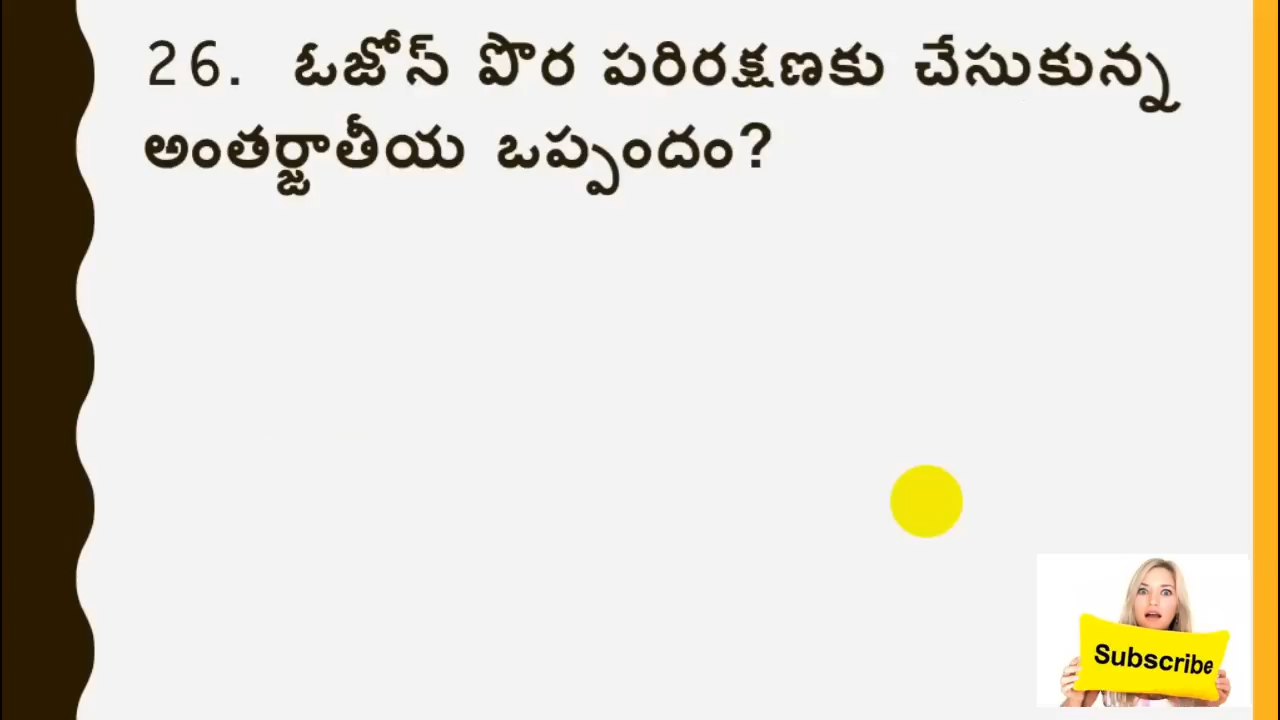 26. ఓజోన్ పొర పరిరక్షణకు చేసుకున్న
అంతర్జాతీయ ఒప్పందం?
Subscribe